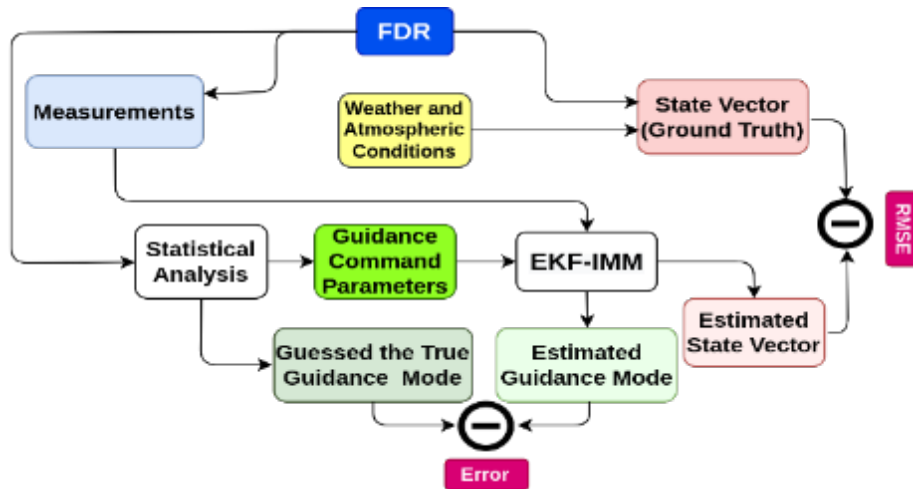 FDR
Measurements
Weather and
Atmospheric
Conditions
State Vector
(Ground Truth)
RMSE
Statistical
Analysis
Guidance
Command
Parameters
EKF-IMM
Estimated
State Vector
Guessed the True
Guidance Mode
Estimated
Guidance Mode
Error